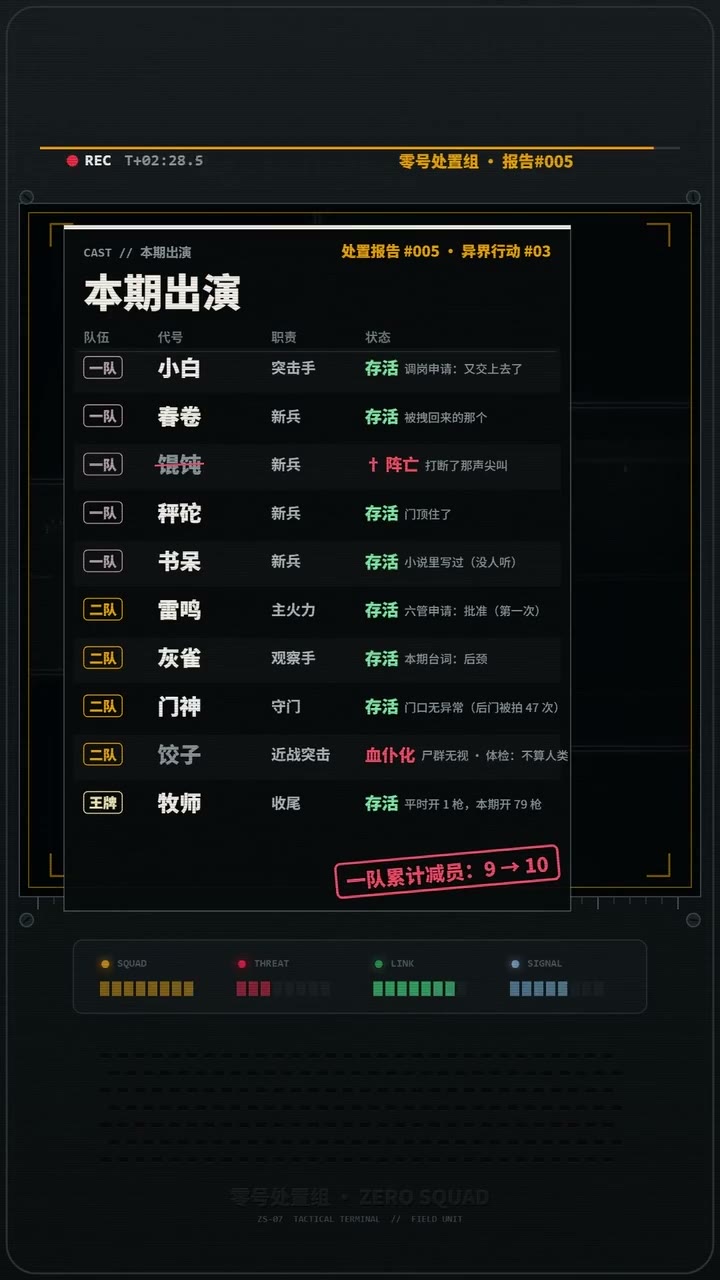 REC T+02:28.5 零号处置组 · 报告#005
CAST // 本期出演 处置报告 #005 · 异界行动 #03
本期出演
队伍 代号 职责 状态
一队 小白 突击手 存活 调岗申请：又交上去了
一队 春卷 新兵 存活 被拽回来的那个
一队 馄饨 新兵 † 阵亡 打断了那声尖叫
一队 秤砣 新兵 存活 门顶住了
一队 书呆 新兵 存活 小说里写过（没人听）
二队 雷鸣 主火力 存活 六管申请：批准（第一次）
二队 灰雀 观察手 存活 本期台词：后颈
二队 门神 守门 存活 门口无异常（后门被拍 47 次）
二队 饺子 近战突击 血仆化 尸群无视 · 体检：不算人类
王牌 牧师 收尾 存活 平时开 1 枪，本期开 79 枪
一队累计减员：9 → 10
SQUAD THREAT LINK SIGNAL
零号处置组 · ZERO SQUAD
ZS-07 TACTICAL TERMINAL // FIELD UNIT